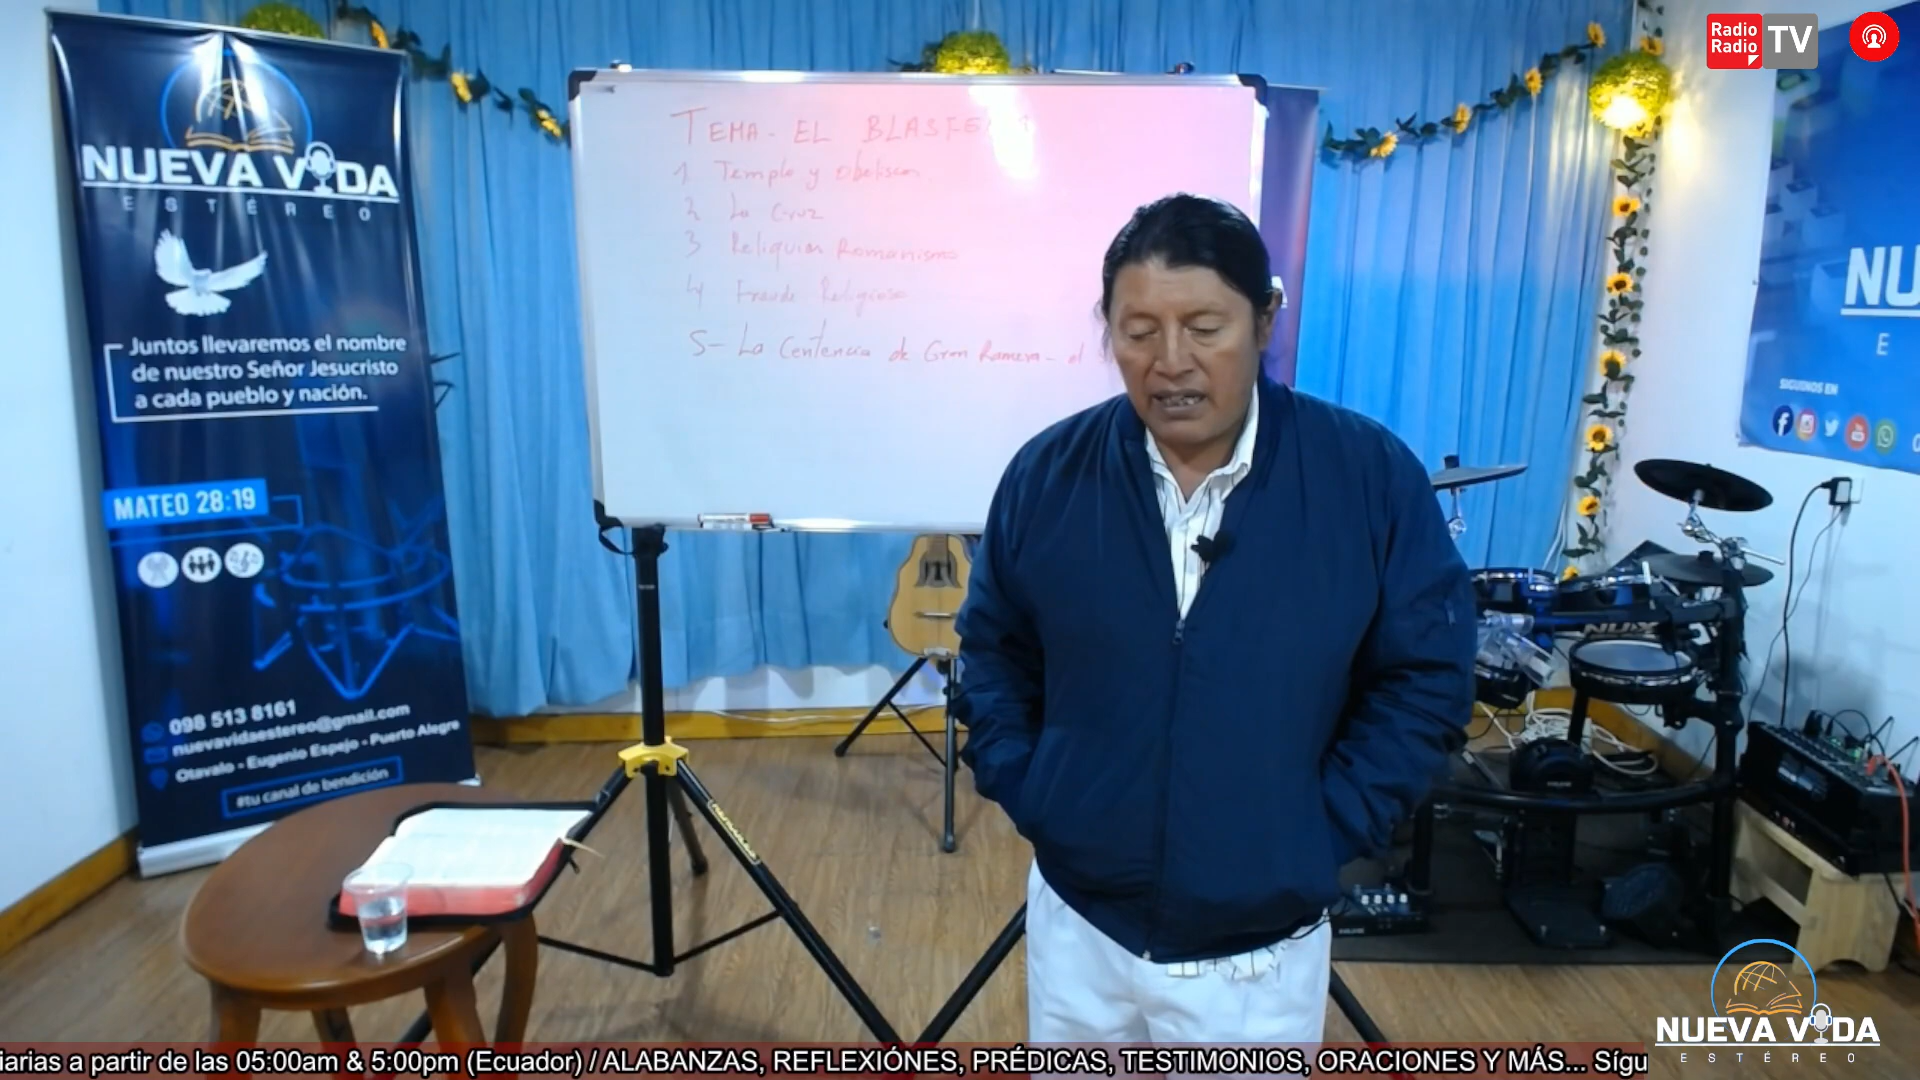 Radio
Radio
TV
NUEVA VIDA
ESTÉREO
Juntos llevaremos el nombre
de nuestro Señor Jesucristo
a cada pueblo y nación.
MATEO 28:19
098 513 8161
nuevavidaestereo@gmail.com
Otavalo - Eugenio Espejo - Puerto Alegre
#tu canal de bendición
TEMA - EL
1 Templo y obeliscos
2 La Cruz
3 Reliquias Romanismo
4 Fraude Religioso
5- La Centencia de Gran Ramera - el
NU
E
SIGUENOS EN
NUX
NUEVA VIDA
ESTÉREO
iarias a partir de las 05:00am & 5:00pm (Ecuador) / ALABANZAS, REFLEXIÓNES, PRÉDICAS, TESTIMONIOS, ORACIONES Y MÁS... Sígu